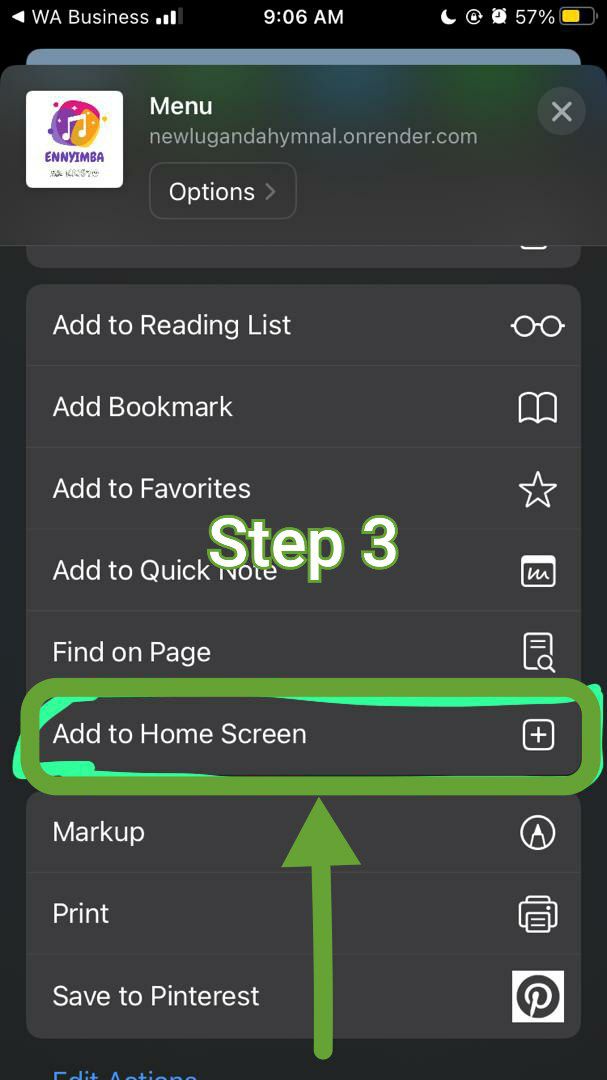 WA Business
9:06 AM
57%
Menu
newlugandahymnal.onrender.com
ENNYIMBA
Options
Add to Reading List
Add Bookmark
Add to Favorites
Step 3
Add to Quick Note
Find on Page
Add to Home Screen
Markup
Print
Save to Pinterest
Edit Actions